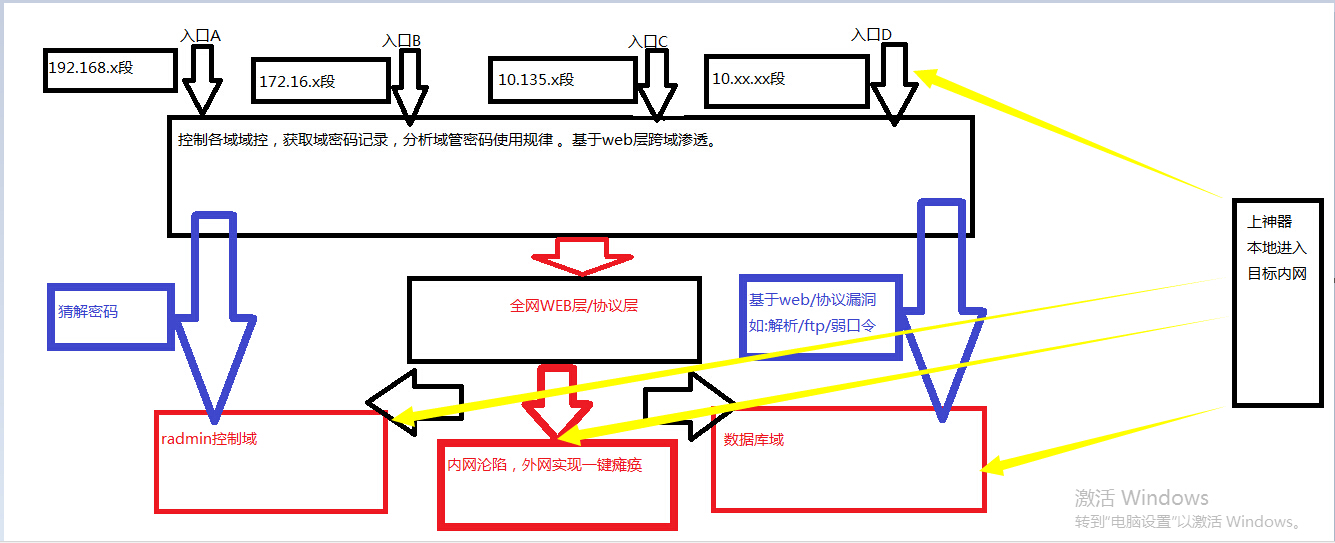 入口A
入口B
入口C
入口D
192.168.x段
172.16.x段
10.135.x段
10.xx.xx段
控制各域域控，获取域密码记录，分析域管密码使用规律 。基于web层跨域渗透。
上神器
本地进入
目标内网
猜解密码
全网WEB层/协议层
基于web/协议漏洞
如:解析/ftp/弱口令
radmin控制域
内网沦陷，外网实现一键瘫痪
数据库域
激活 Windows
转到"电脑设置"以激活 Windows。